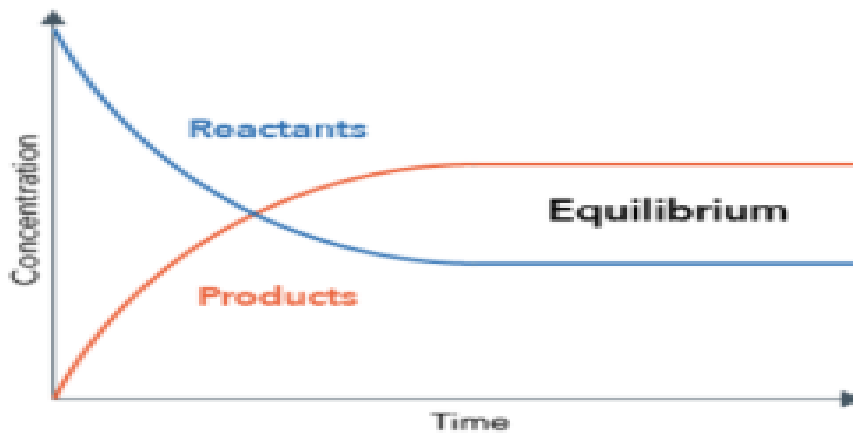 Concentration
Reactants
Equilibrium
Products
Time